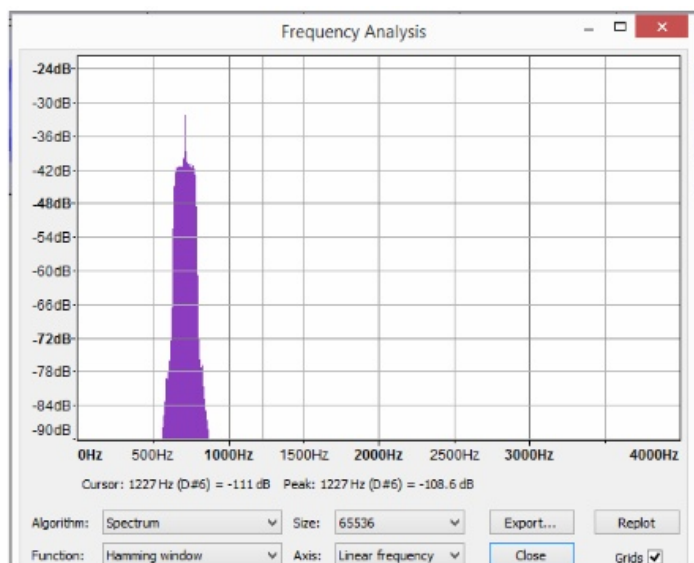 Frequency Analysis
-24dB
-30dB
-36dB
-42dB
-48dB
-54dB
-60dB
-66dB
-72dB
-78dB
-84dB
-90dB
0Hz 500Hz 1000Hz 1500Hz 2000Hz 2500Hz 3000Hz 4000Hz
Cursor: 1227 Hz (D#6) = -111 dB Peak: 1227 Hz (D#6) = -108.6 dB
Algorithm: Spectrum Size: 65536 Export... Replot
Function: Hamming window Axis: Linear frequency Close Grids